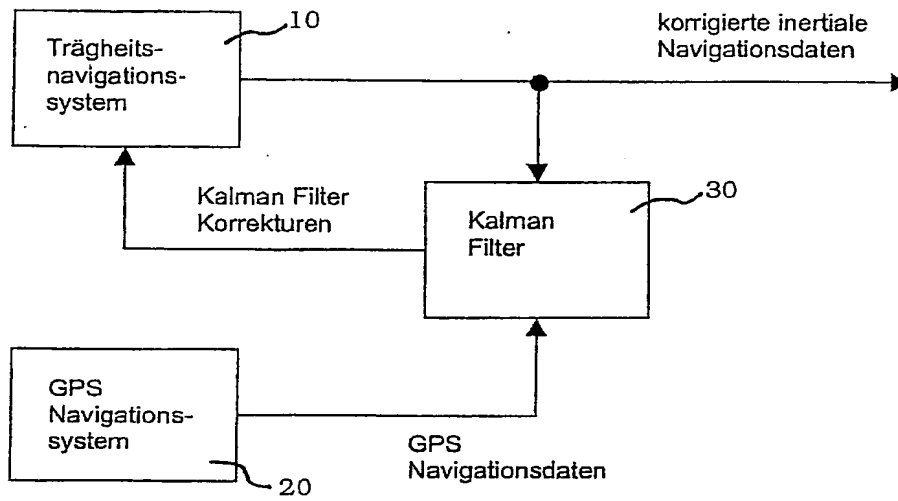 10
Trägheits-
navigations-
system
korrigierte inertiale
Navigationsdaten
Kalman Filter
Korrekturen
30
Kalman
Filter
GPS
Navigations-
system
20
GPS
Navigationsdaten